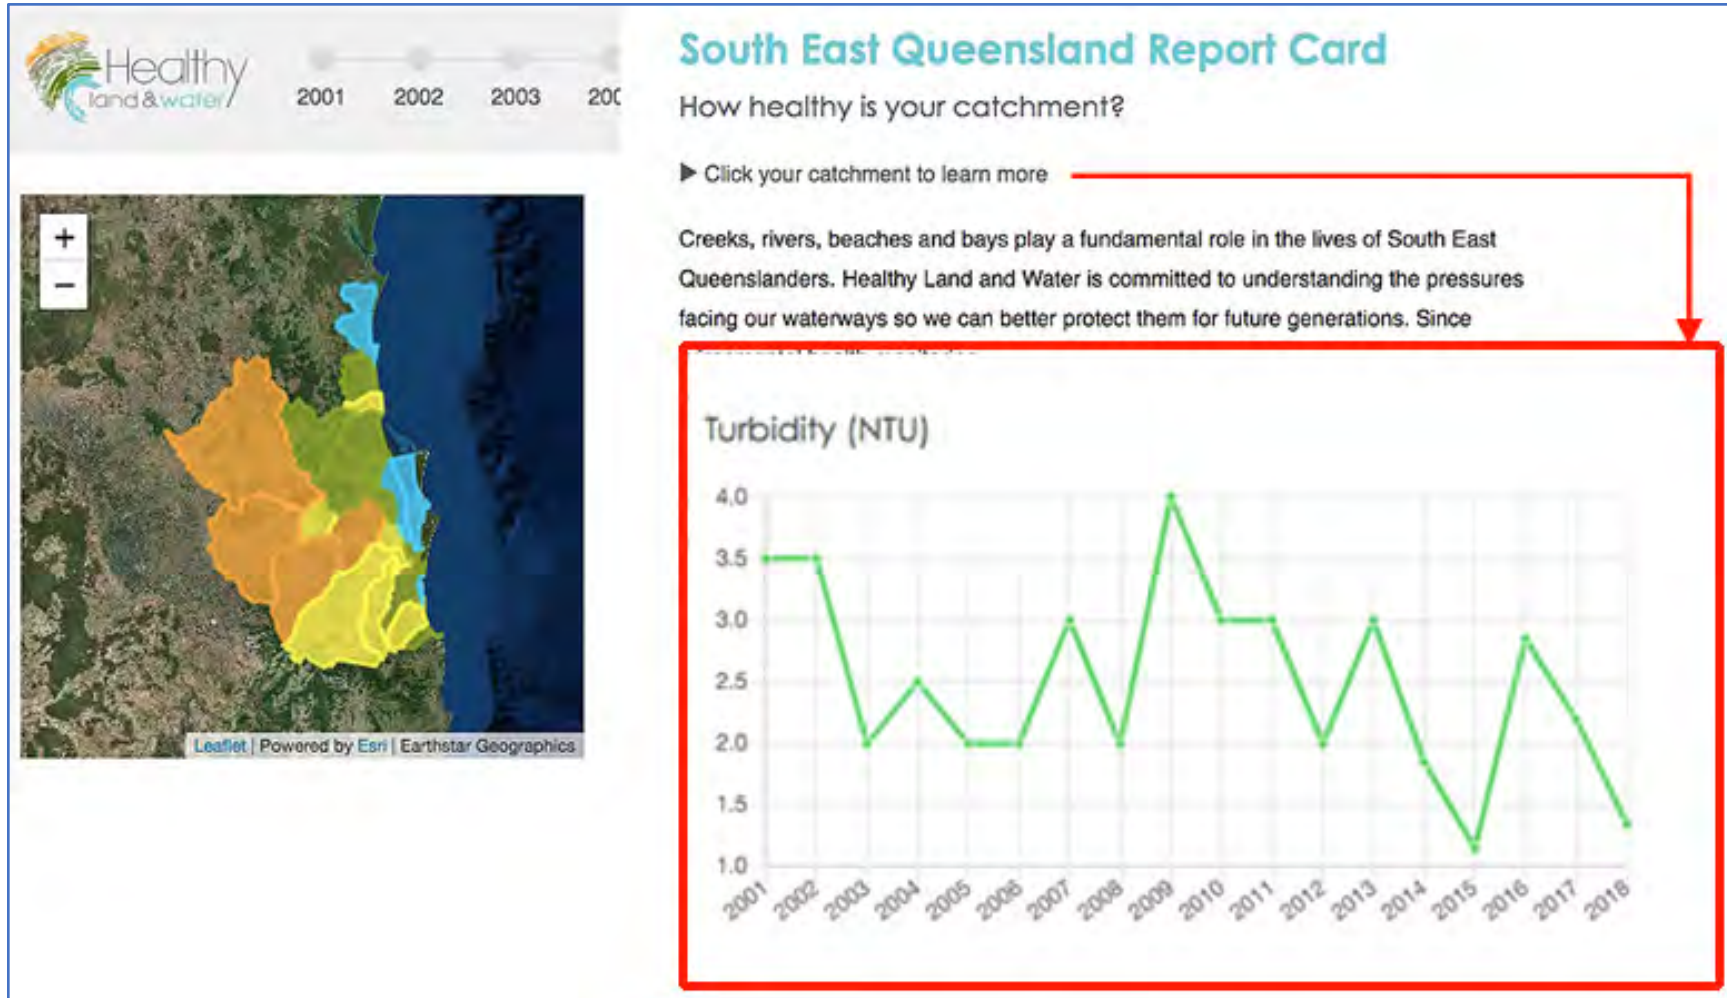 Healthy
land & water
2001 2002 2003 200
South East Queensland Report Card
How healthy is your catchment?
▶ Click your catchment to learn more
Creeks, rivers, beaches and bays play a fundamental role in the lives of South East
Queenslanders. Healthy Land and Water is committed to understanding the pressures
facing our waterways so we can better protect them for future generations. Since
+
−
Leaflet | Powered by Esri | Earthstar Geographics
Turbidity (NTU)
4.0
3.5
3.0
2.5
2.0
1.5
1.0
2001 2002 2003 2004 2005 2006 2007 2008 2009 2010 2011 2012 2013 2014 2015 2016 2017 2018